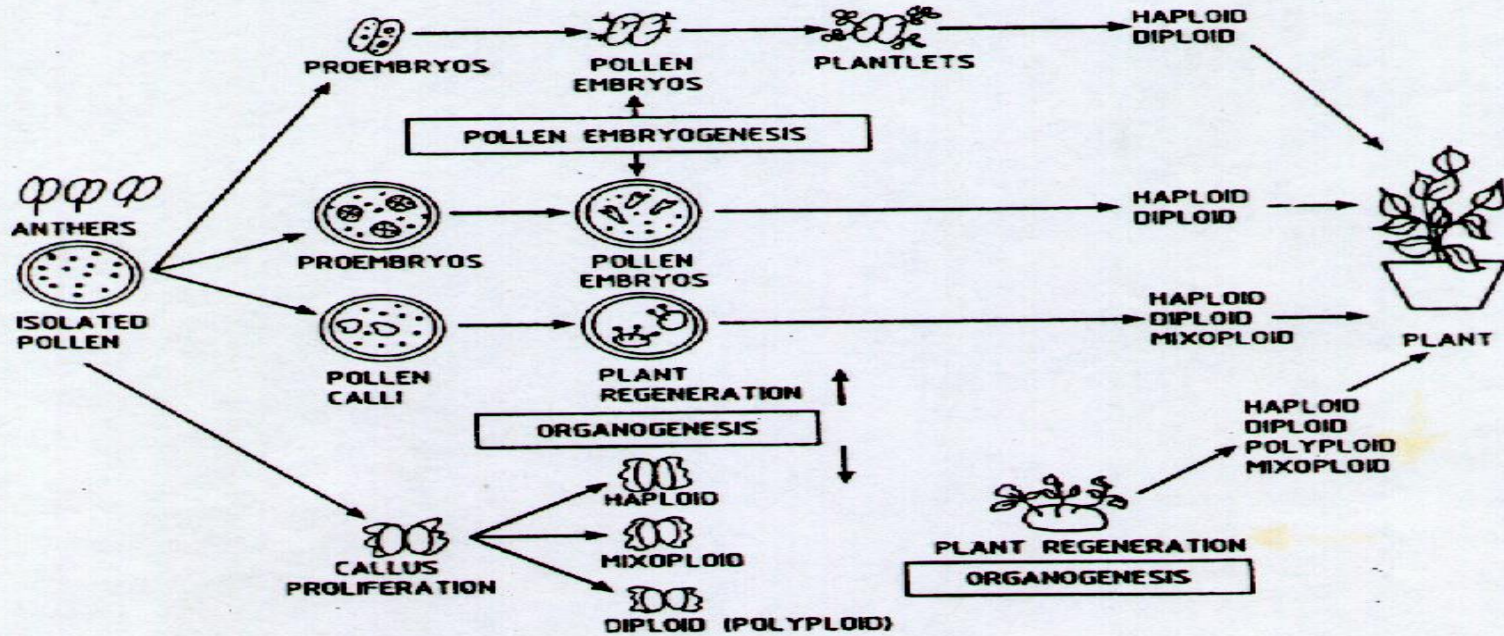 HAPLOID
DIPLOID
PROEMBRYOS
POLLEN
EMBRYOS
PLANTLETS
POLLEN EMBRYOGENESIS
ANTHERS
ISOLATED
POLLEN
PROEMBRYOS
POLLEN
EMBRYOS
HAPLOID
DIPLOID
POLLEN
CALLI
PLANT
REGENERATION
HAPLOID
DIPLOID
MIXOPLOID
PLANT
ORGANOGENESIS
HAPLOID
DIPLOID
POLYPLOID
MIXOPLOID
CALLUS
PROLIFERATION
HAPLOID
MIXOPLOID
DIPLOID (POLYPLOID)
PLANT REGENERATION
ORGANOGENESIS